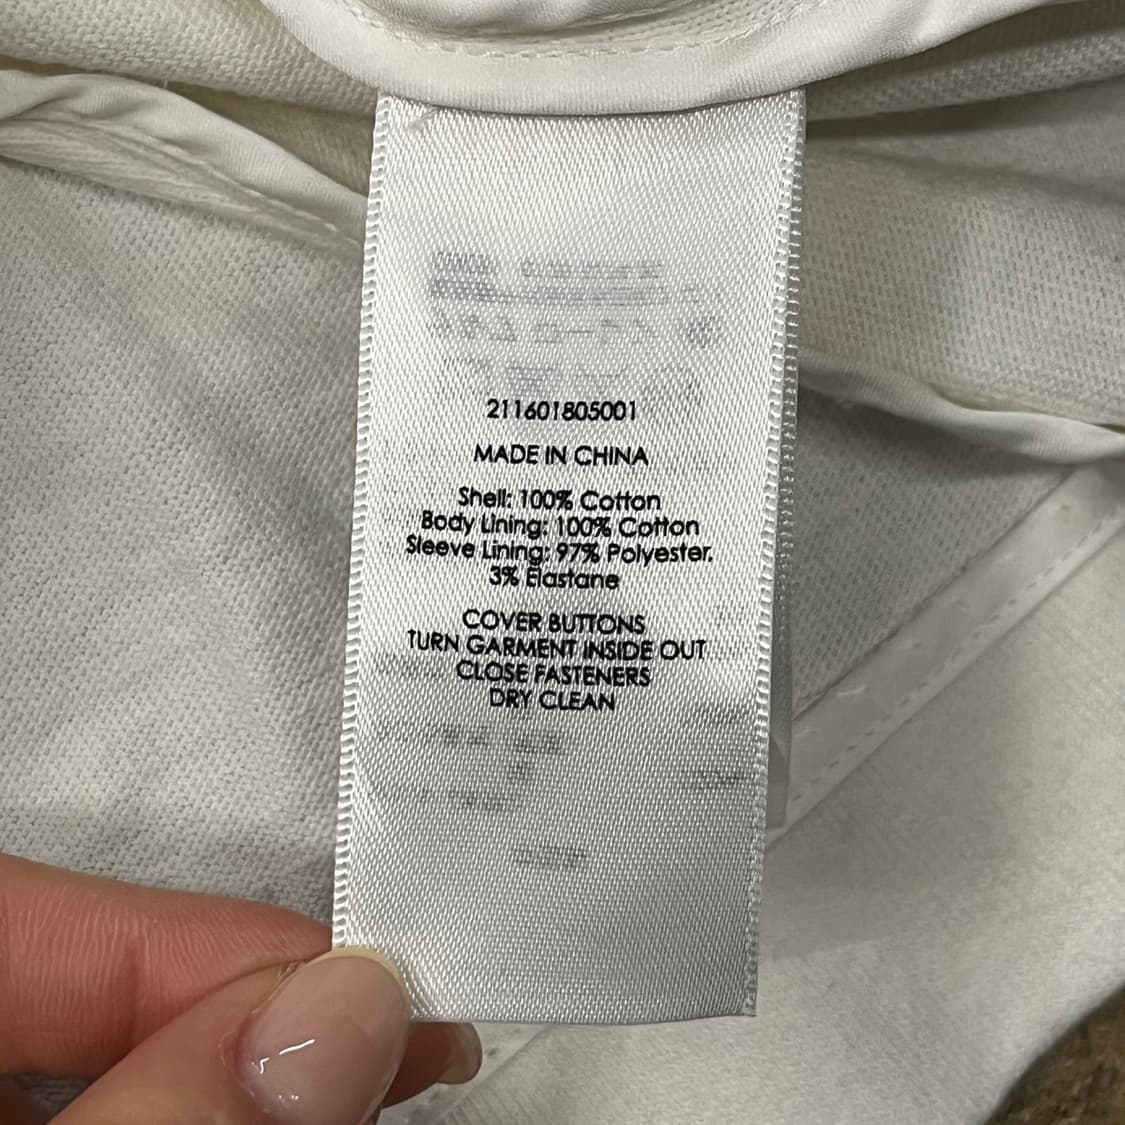 211601805001
MADE IN CHINA
Shell: 100% Cotton
Body Lining: 100% Cotton
Sleeve Lining: 97% Polyester.
3% Elastane
COVER BUTTONS
TURN GARMENT INSIDE OUT
CLOSE FASTENERS
DRY CLEAN